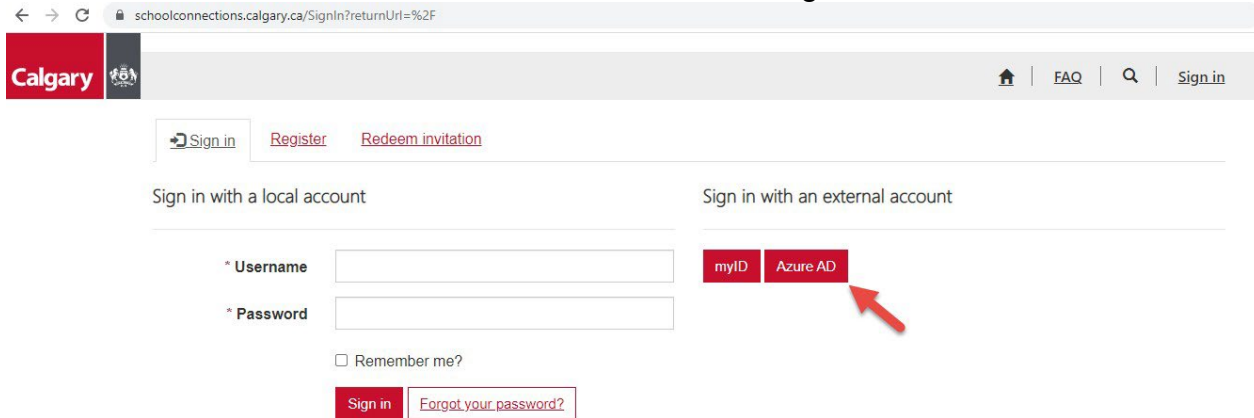 schoolconnections.calgary.ca/SignIn?returnUrl=%2F
Calgary
FAQ
Sign in
Sign in
Register
Redeem invitation
Sign in with a local account
Sign in with an external account
* Username
myID
Azure AD
* Password
Remember me?
Sign in
Forgot your password?